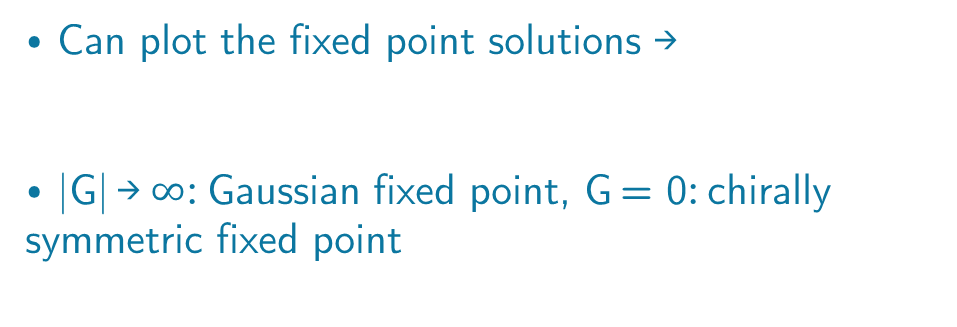 • Can plot the fixed point solutions →
• |G| → ∞: Gaussian fixed point, G = 0: chirally
symmetric fixed point